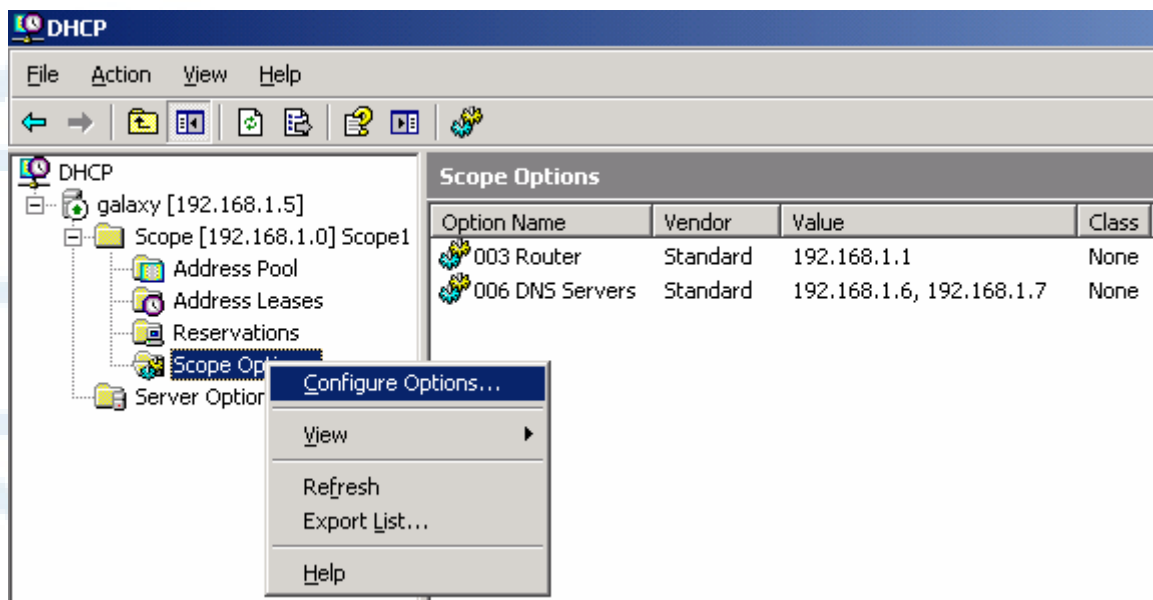 DHCP
File Action View Help
DHCP
galaxy [192.168.1.5]
Scope [192.168.1.0] Scope1
Address Pool
Address Leases
Reservations
Scope
Server
Configure Options...
View
Refresh
Export List...
Help
Scope Options
Option Name Vendor Value Class
003 Router Standard 192.168.1.1 None
006 DNS Servers Standard 192.168.1.6, 192.168.1.7 None